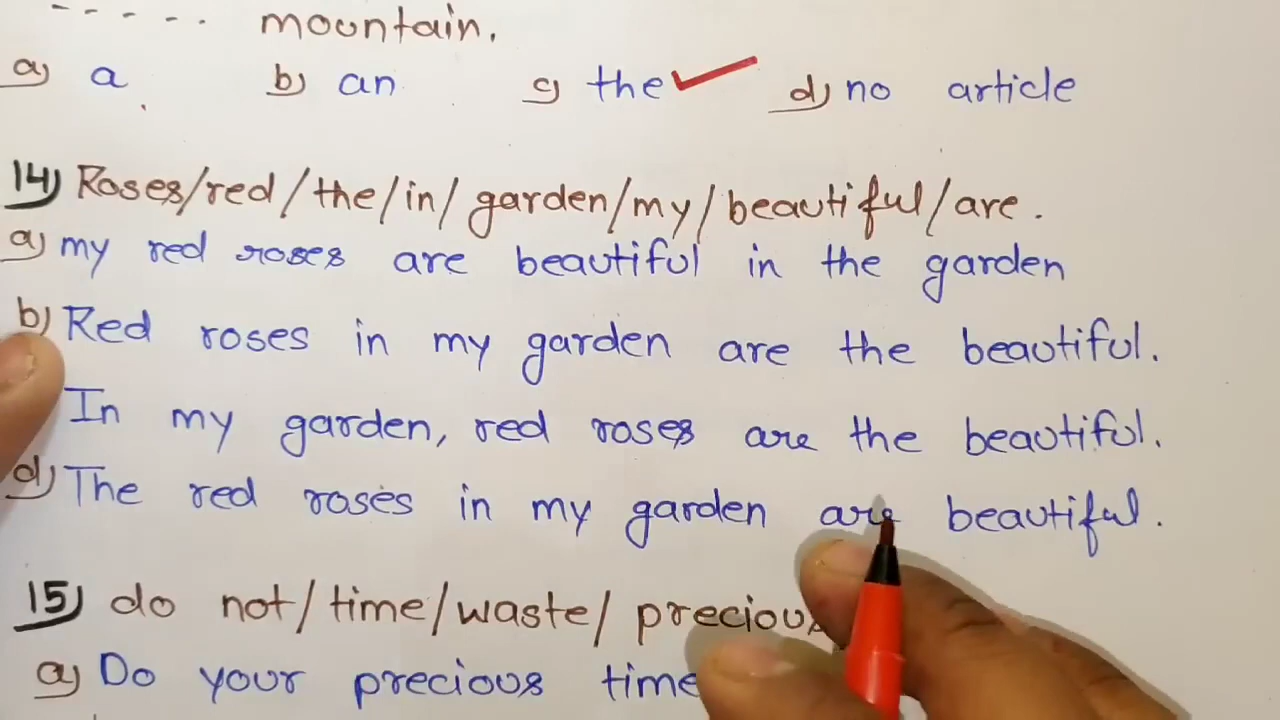 - - - - - mountain.
a) a b) an c) the d) no article
14) Roses/red/the/in/garden/my/beautiful/are.
a) my red roses are beautiful in the garden
b) Red roses in my garden are the beautiful.
In my garden, red roses are the beautiful.
d) The red roses in my garden are beautiful.
15) do not/time/waste/precious
a) Do your precious time